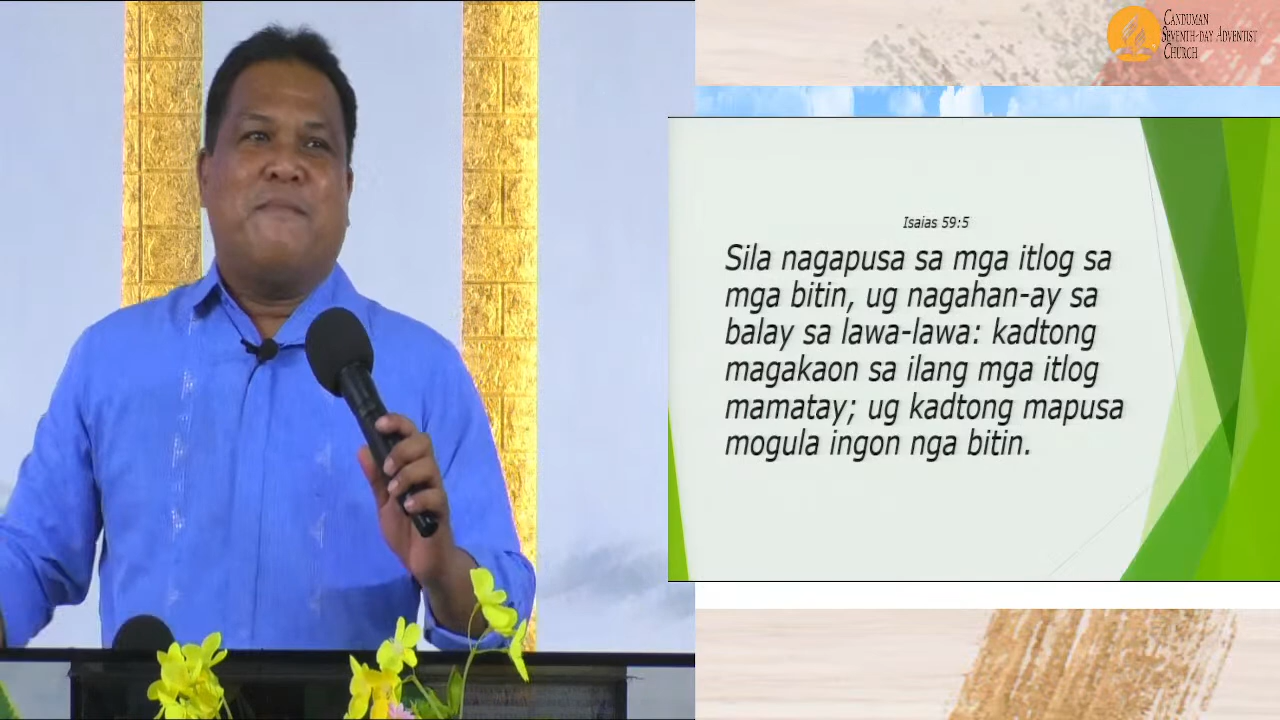 CANDUMAN
SEVENTH-DAY ADVENTIST
CHURCH
Isaias 59:5
Sila nagapusa sa mga itlog sa
mga bitin, ug nagahan-ay sa
balay sa lawa-lawa: kadtong
magakaon sa ilang mga itlog
mamatay; ug kadtong mapusa
mogula ingon nga bitin.